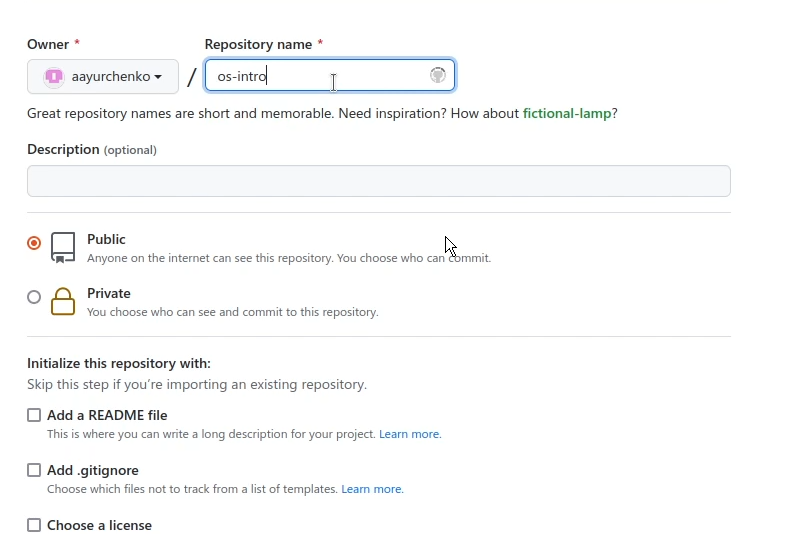 Owner * Repository name *
aayurchenko / os-intro
Great repository names are short and memorable. Need inspiration? How about fictional-lamp?
Description (optional)
Public
Anyone on the internet can see this repository. You choose who can commit.
Private
You choose who can see and commit to this repository.
Initialize this repository with:
Skip this step if you’re importing an existing repository.
Add a README file
This is where you can write a long description for your project. Learn more.
Add .gitignore
Choose which files not to track from a list of templates. Learn more.
Choose a license